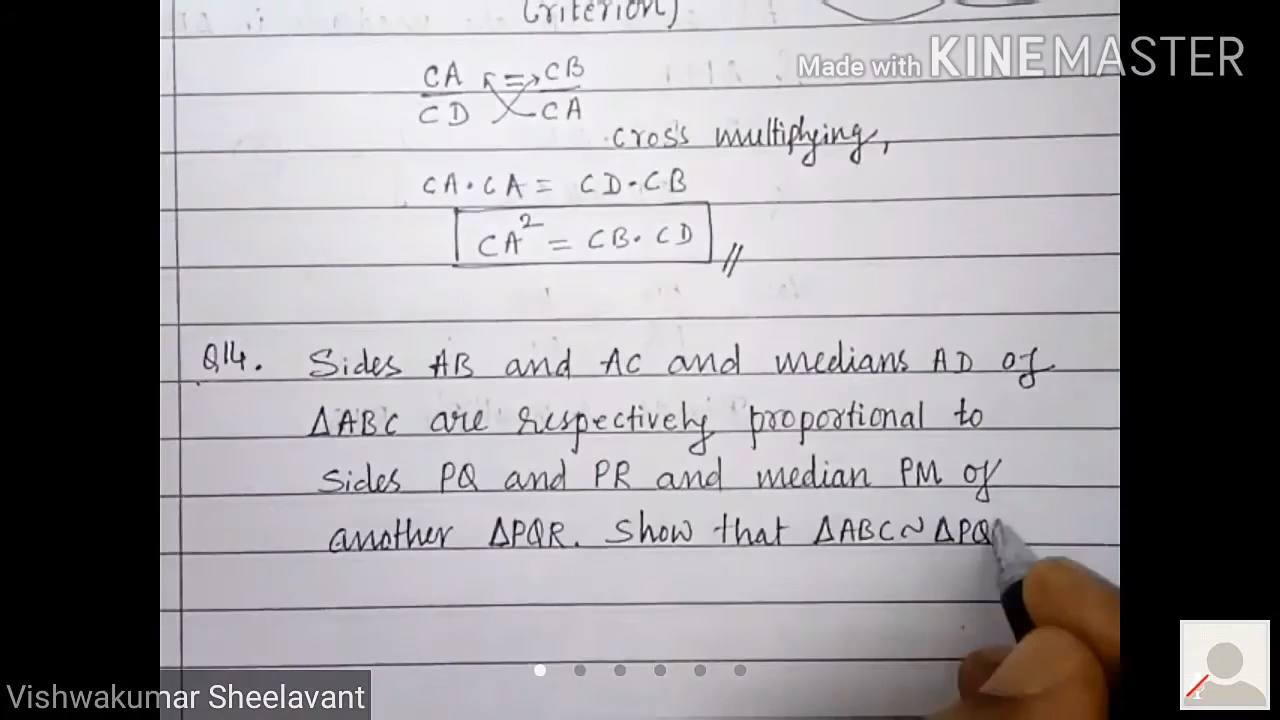 Criterion)
Made with KINEMASTER
CA = CB
CD CA
cross multiplying,
CA·CA = CD·CB
CA² = CB·CD //
Q14. Sides AB and AC and medians AD of
ΔABC are respectively proportional to
sides PQ and PR and median PM of
another ΔPQR. Show that ΔABC ~ ΔPQ
Vishwakumar Sheelavant